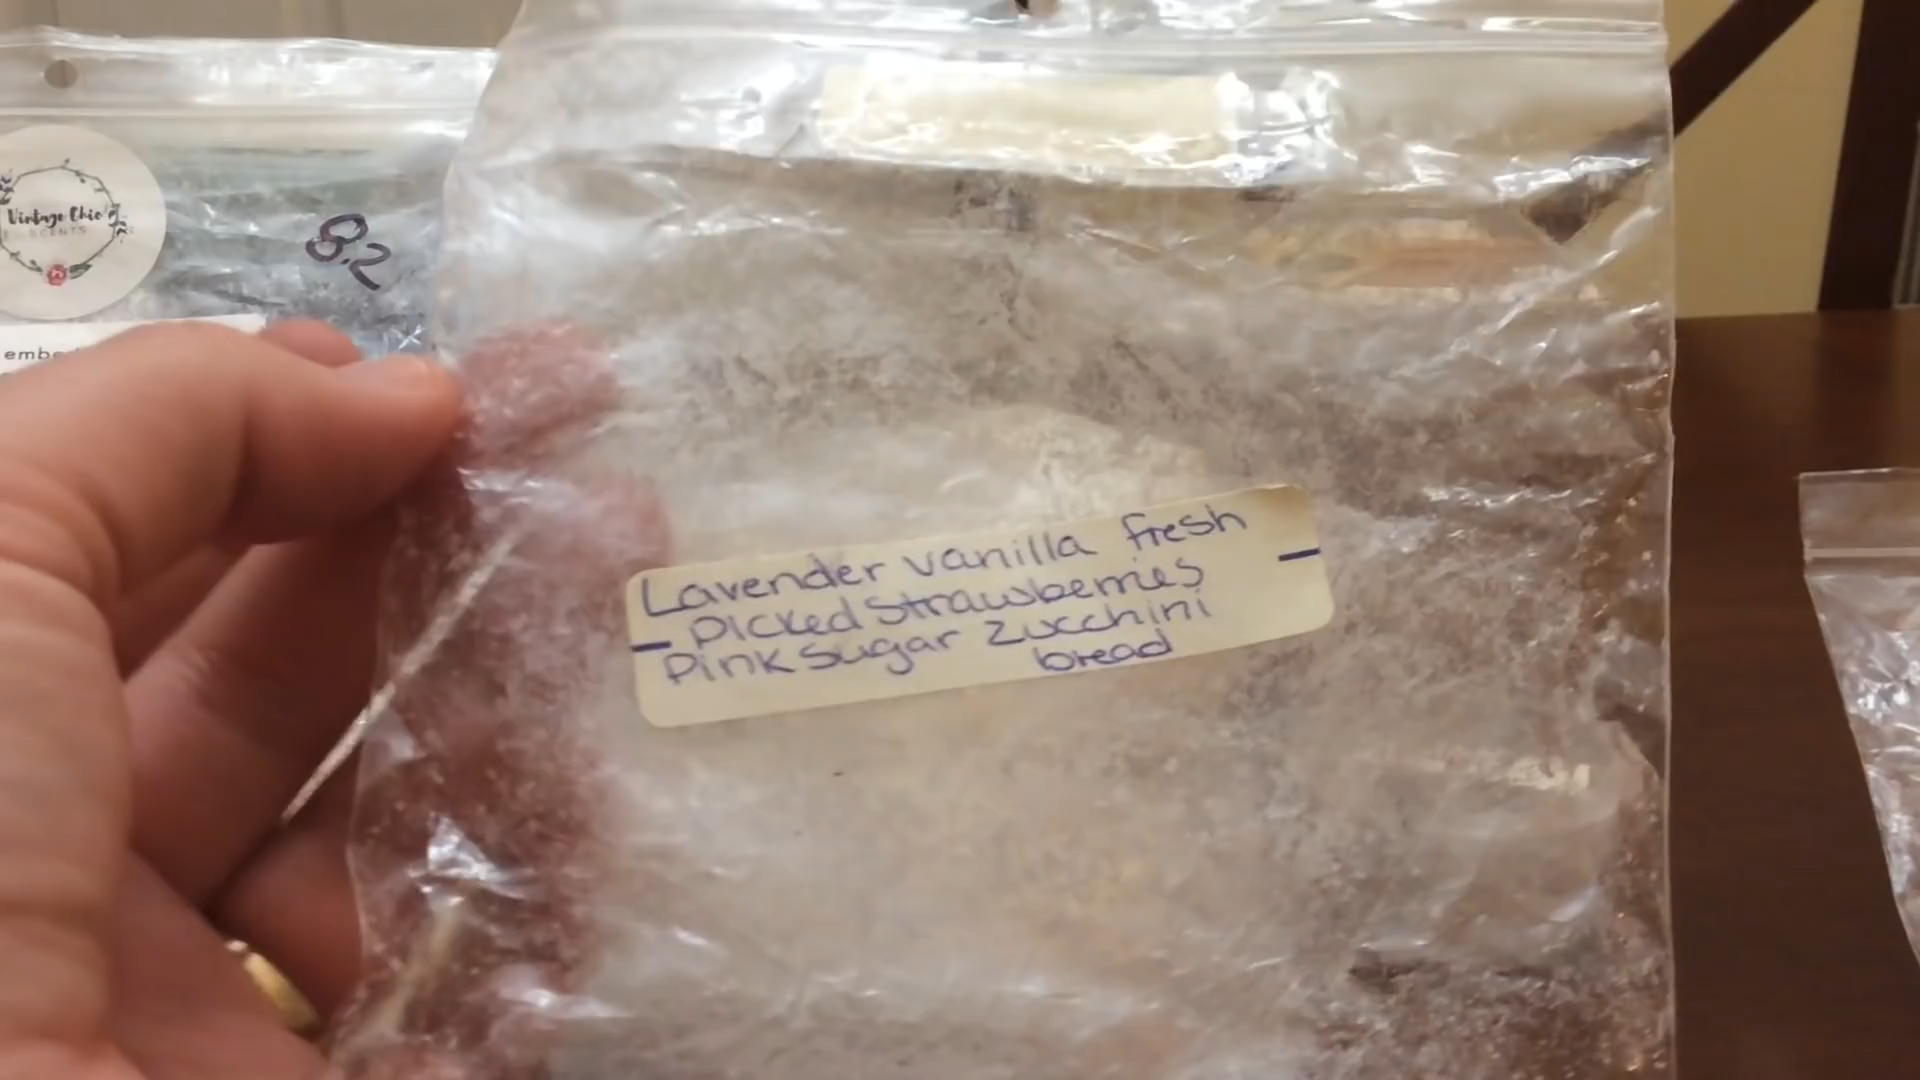 Vintage Chic
SCENTS
8.2
Lavender vanilla fresh
picked strawberries
Pink Sugar Zucchini
bread